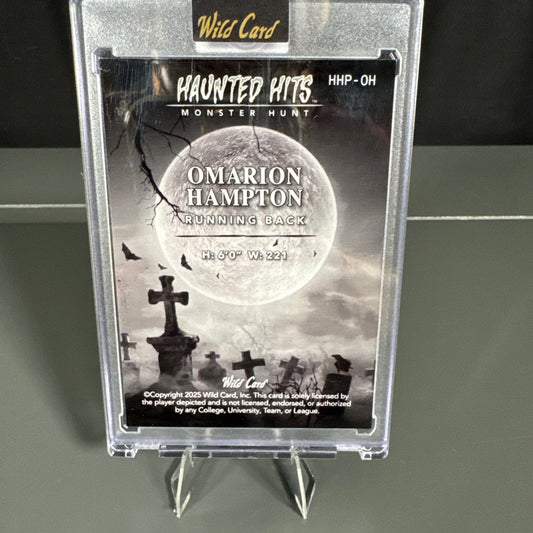 Wild Card
HAUNTED HITS™ HHP-OH
MONSTER HUNT
OMARION
HAMPTON
RUNNING BACK
H: 6'0" W: 221
Wild Card
©Copyright 2025 Wild Card, Inc. This card is solely licensed by
the player depicted and is not licensed, endorsed, or authorized
by any College, University, Team, or League.